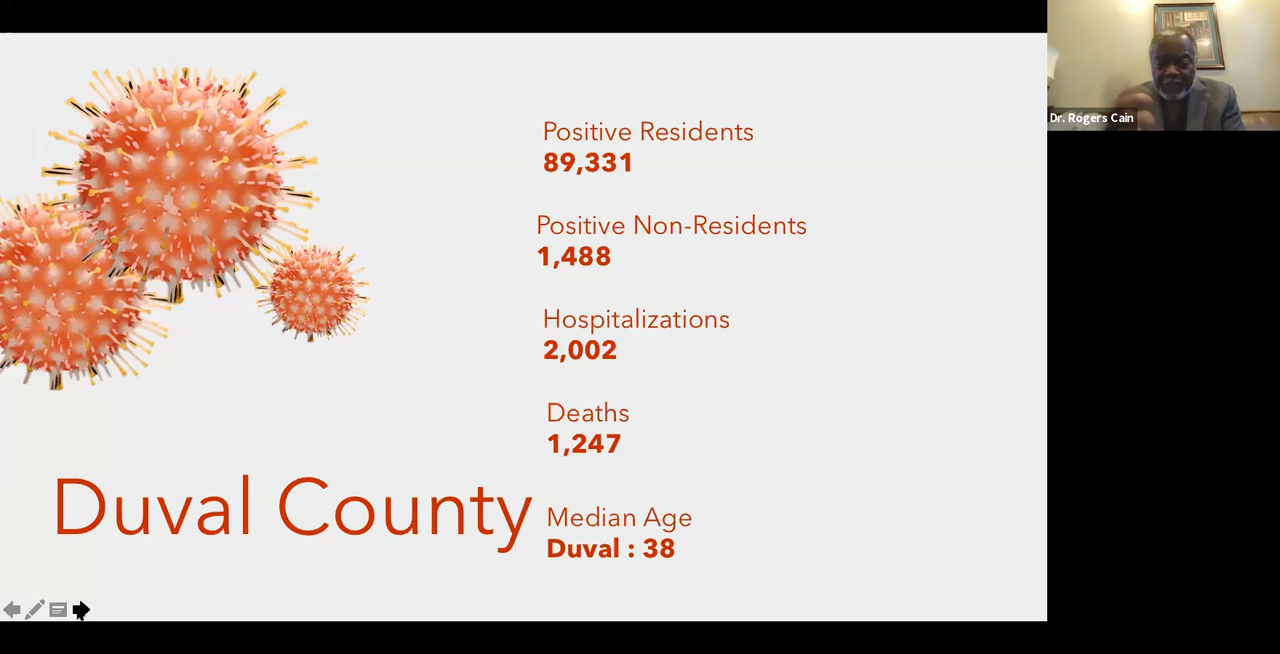 Positive Residents
89,331
Positive Non-Residents
1,488
Hospitalizations
2,002
Deaths
1,247
Duval County
Median Age
Duval : 38
Dr. Rogers Cain